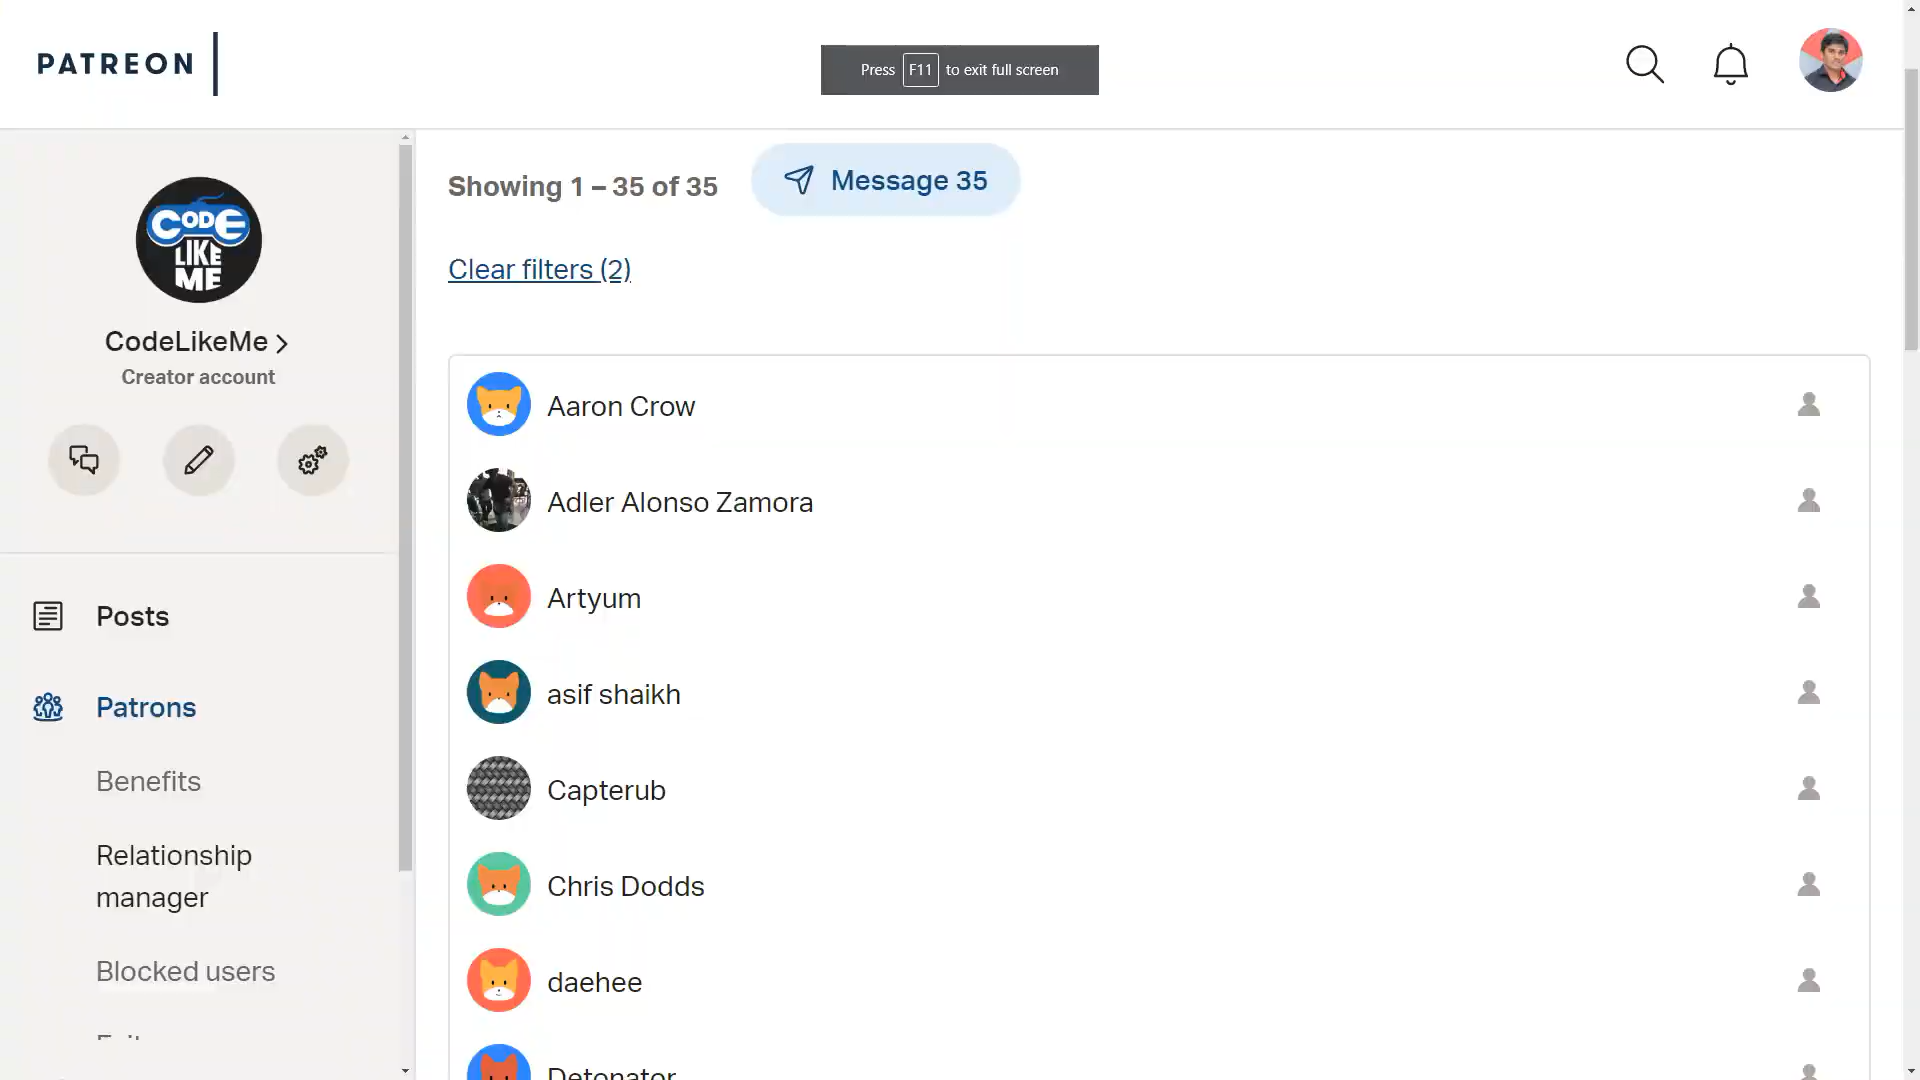 PATREON
Press F11 to exit full screen
CODE
LIKE
ME
CodeLikeMe
Creator account
Posts
Patrons
Benefits
Relationship
manager
Blocked users
Showing 1 – 35 of 35
Message 35
Clear filters (2)
Aaron Crow
Adler Alonso Zamora
Artyum
asif shaikh
Capterub
Chris Dodds
daehee
Detonator